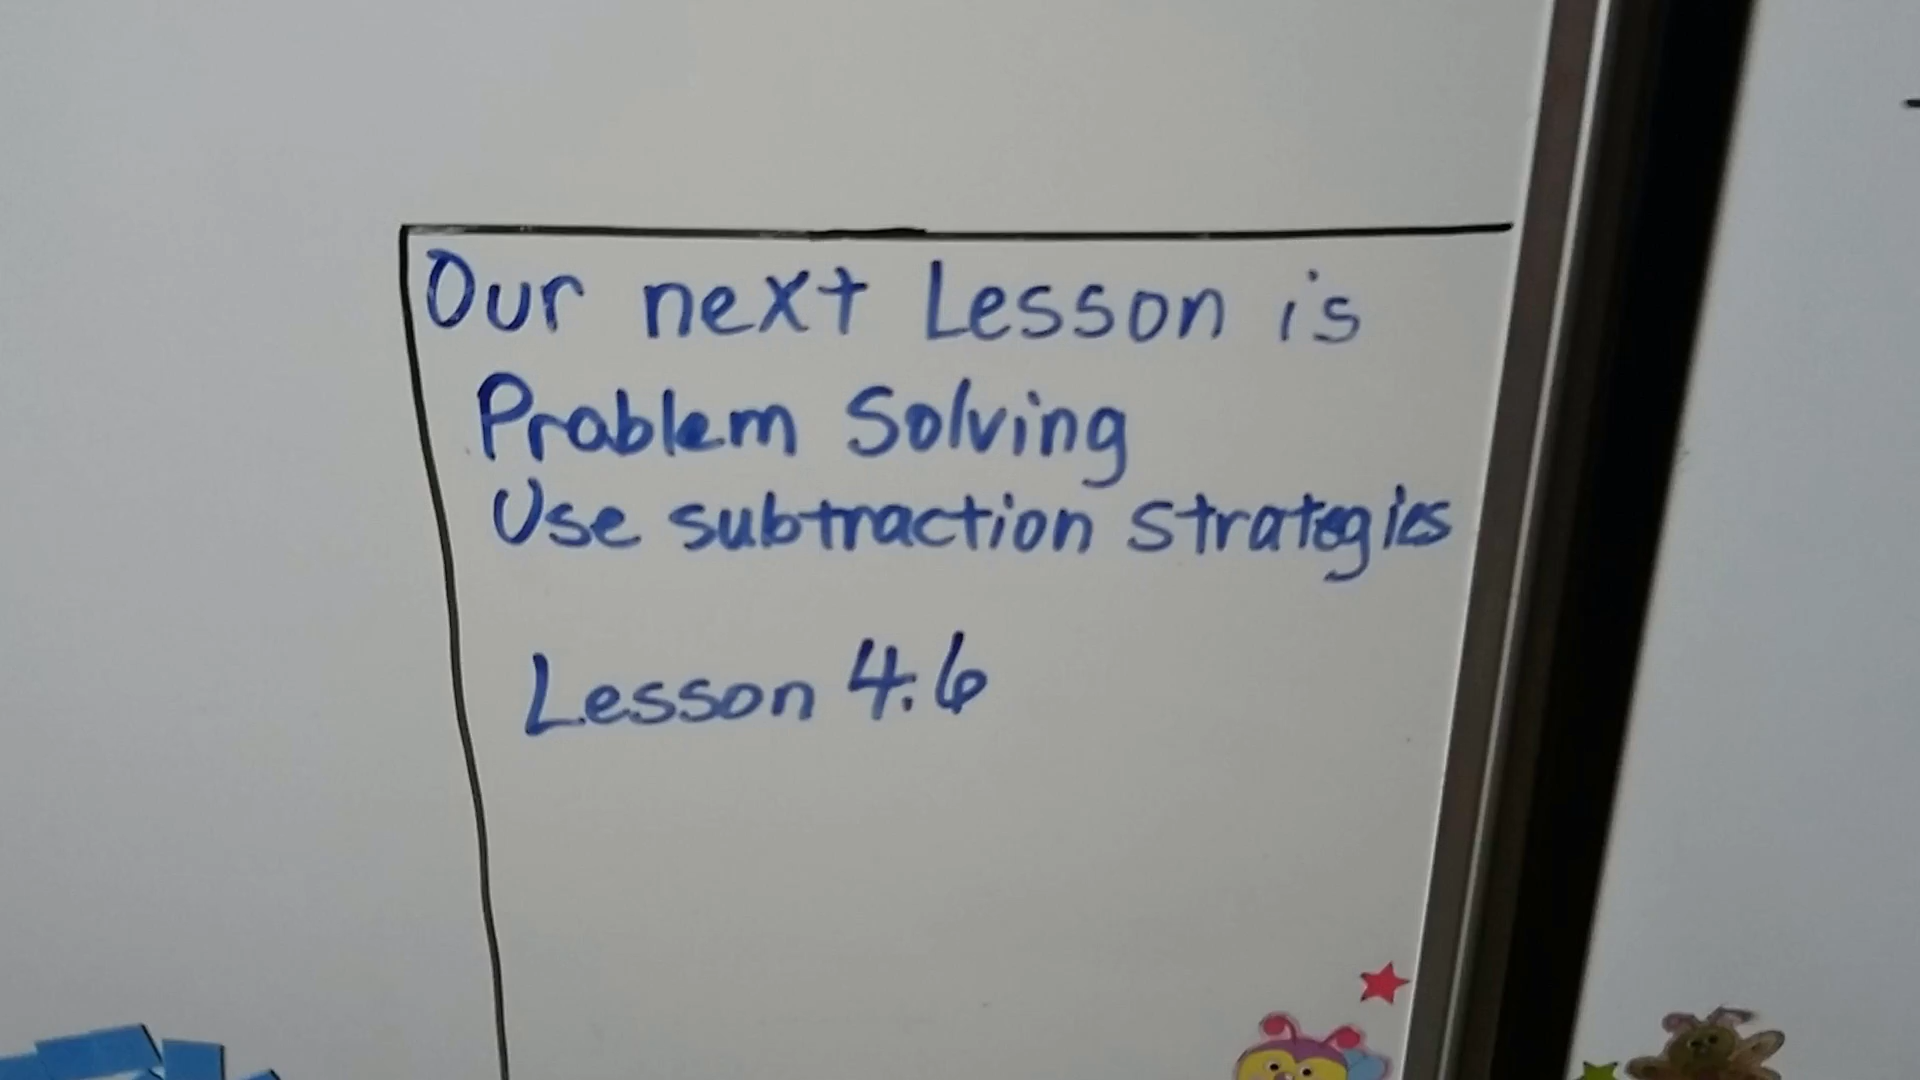 Our next Lesson is
Problem Solving
Use subtraction strategies
Lesson 4.6